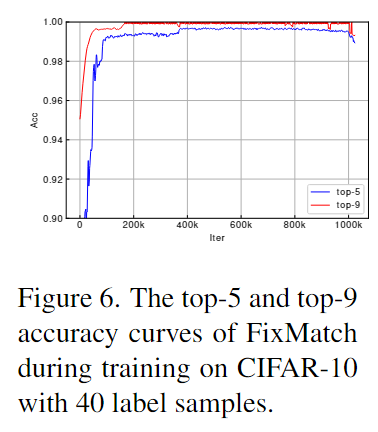 1.00
0.98
0.96
0.94
0.92
0.90
Acc
0
200k
400k
600k
800k
1000k
Iter
top-5
top-9
Figure 6. The top-5 and top-9
accuracy curves of FixMatch
during training on CIFAR-10
with 40 label samples.